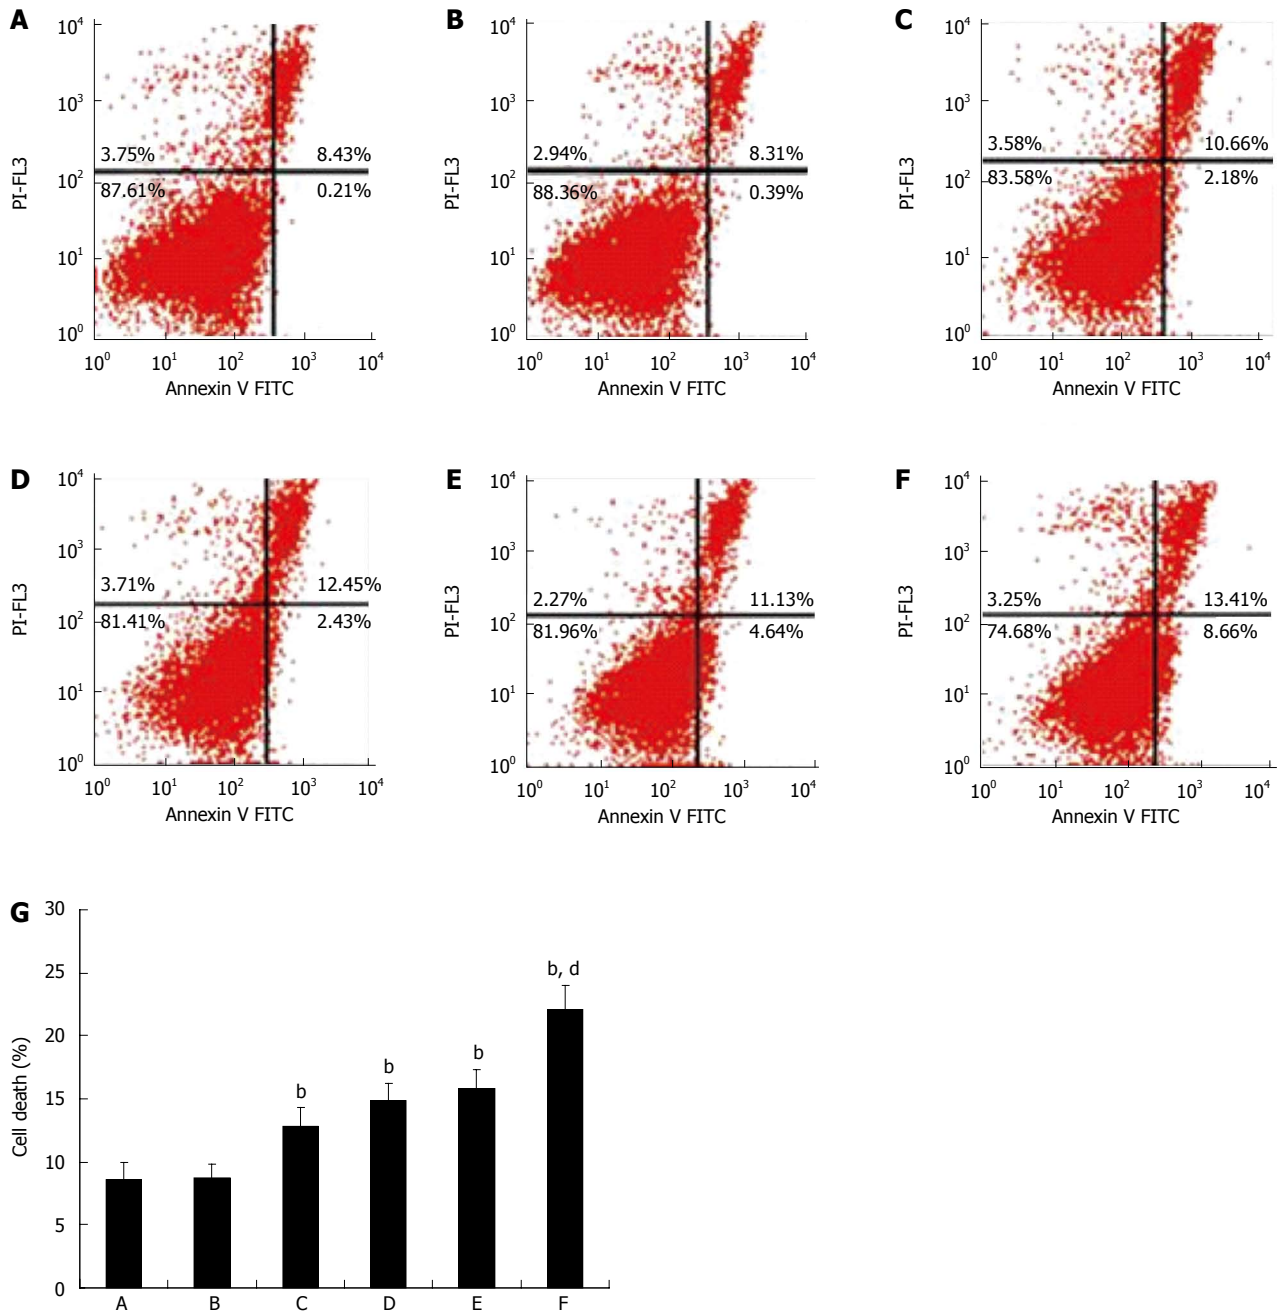 A
10⁴
10³
10²
10¹
10⁰
PI-FL3
3.75%
8.43%
87.61%
0.21%
10⁰ 10¹ 10² 10³ 10⁴
Annexin V FITC
B
10⁴
10³
10²
10¹
10⁰
PI-FL3
2.94%
8.31%
88.36%
0.39%
10⁰ 10¹ 10² 10³ 10⁴
Annexin V FITC
C
10⁴
10³
10²
10¹
10⁰
PI-FL3
3.58%
10.66%
83.58%
2.18%
10⁰ 10¹ 10² 10³ 10⁴
Annexin V FITC
D
10⁴
10³
10²
10¹
10⁰
PI-FL3
3.71%
12.45%
81.41%
2.43%
10⁰ 10¹ 10² 10³ 10⁴
Annexin V FITC
E
10⁴
10³
10²
10¹
10⁰
PI-FL3
2.27%
11.13%
81.96%
4.64%
10⁰ 10¹ 10² 10³ 10⁴
Annexin V FITC
F
10⁴
10³
10²
10¹
10⁰
PI-FL3
3.25%
13.41%
74.68%
8.66%
10⁰ 10¹ 10² 10³ 10⁴
Annexin V FITC
G
30
25
20
15
10
5
0
Cell death (%)
b
b
b
b, d
A B C D E F